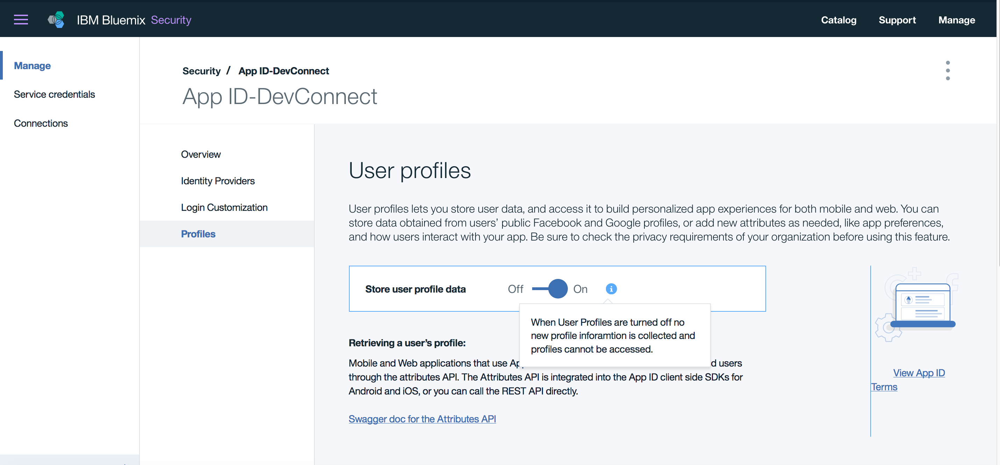 IBM Bluemix Security
Catalog Support Manage
Manage
Service credentials
Connections
Security / App ID-DevConnect
App ID-DevConnect
Overview
Identity Providers
Login Customization
Profiles
User profiles
User profiles lets you store user data, and access it to build personalized app experiences for both mobile and web. You can
store data obtained from users’ public Facebook and Google profiles, or add new attributes as needed, like app preferences,
and how users interact with your app. Be sure to check the privacy requirements of your organization before using this feature.
Store user profile data Off On
When User Profiles are turned off no
new profile inforamtion is collected and
profiles cannot be accessed.
Retrieving a user’s profile:
Mobile and Web applications that use users
through the attributes API. The Attributes API is integrated into the App ID client side SDKs for
Android and iOS, or you can call the REST API directly.
Swagger doc for the Attributes API
View App ID
Terms